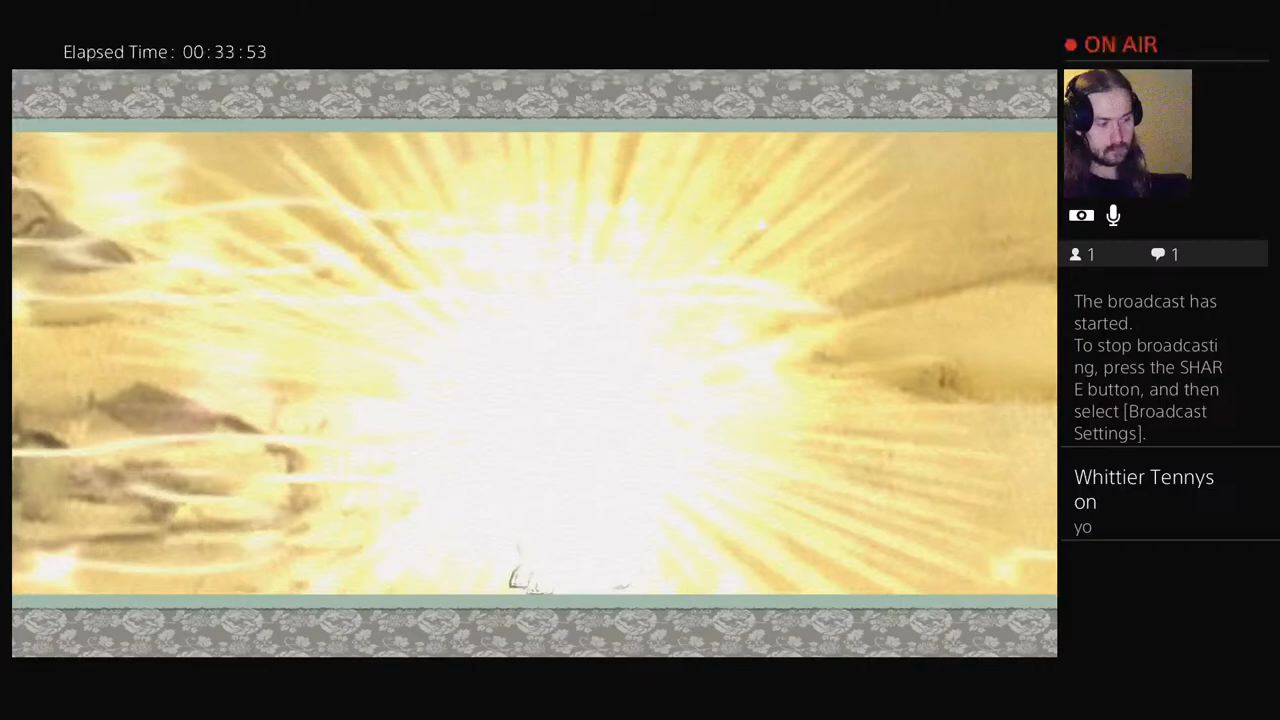 Elapsed Time: 00:33:53
ON AIR
1
1
The broadcast has
started.
To stop broadcasti
ng, press the SHAR
E button, and then
select [Broadcast
Settings].
Whittier Tennys
on
yo